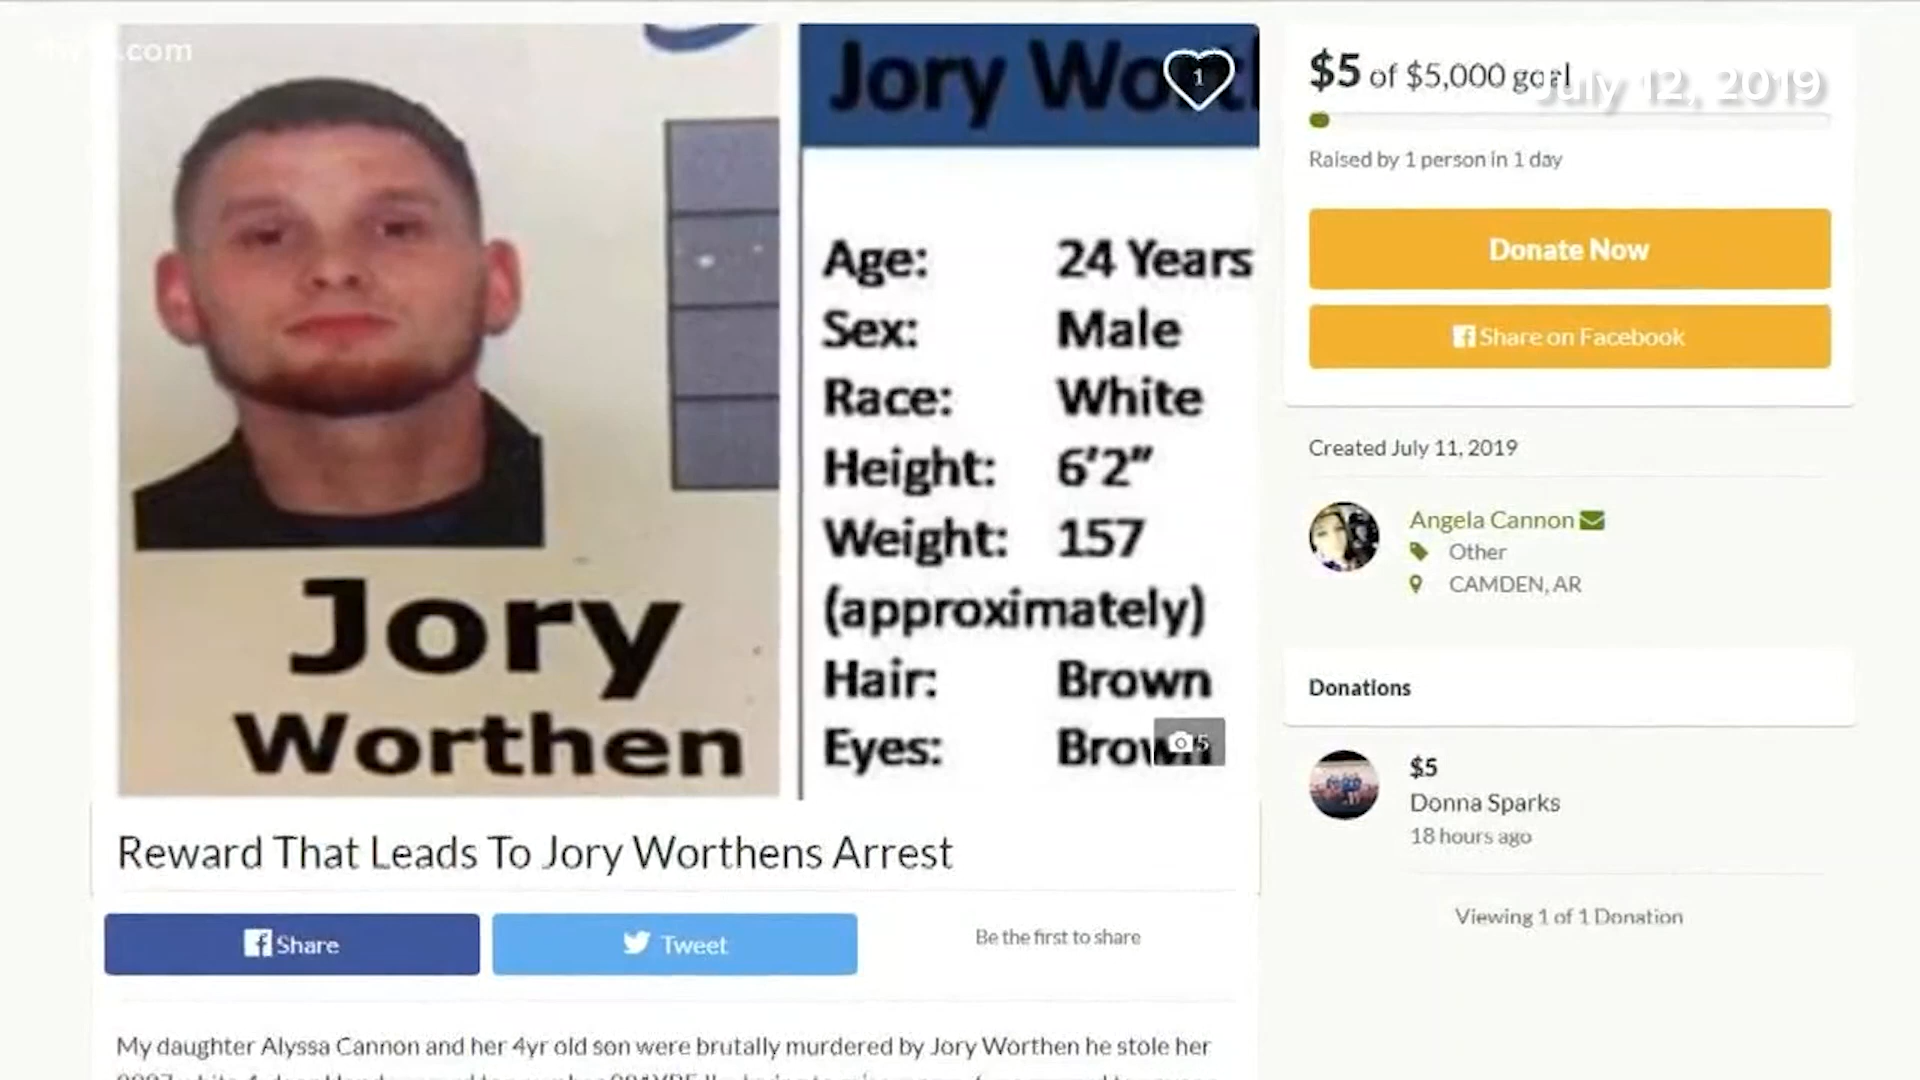 .com
July 12, 2019
Jory Wort
1
Age: 24 Years
Sex: Male
Race: White
Height: 6'2"
Weight: 157
(approximately)
Hair: Brown
Eyes: Brown
5
Jory
Worthen
Reward That Leads To Jory Worthens Arrest
Share
Tweet
Be the first to share
My daughter Alyssa Cannon and her 4yr old son were brutally murdered by Jory Worthen he stole her
$5 of $5,000 goal
Raised by 1 person in 1 day
Donate Now
Share on Facebook
Created July 11, 2019
Angela Cannon
Other
CAMDEN, AR
Donations
$5
Donna Sparks
18 hours ago
Viewing 1 of 1 Donation